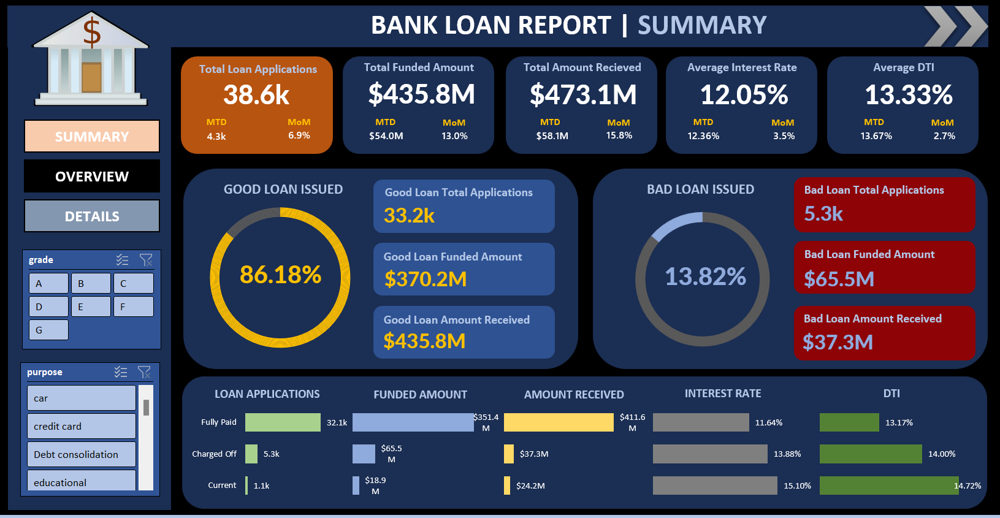 $
BANK LOAN REPORT | SUMMARY
SUMMARY
OVERVIEW
DETAILS
grade
A B C
D E F
G
purpose
car
credit card
Debt consolidation
educational
Total Loan Applications
38.6k
MTD MoM
4.3k 6.9%
Total Funded Amount
$435.8M
MTD MoM
$54.0M 13.0%
Total Amount Recieved
$473.1M
MTD MoM
$58.1M 15.8%
Average Interest Rate
12.05%
MTD MoM
12.36% 3.5%
Average DTI
13.33%
MTD MoM
13.67% 2.7%
GOOD LOAN ISSUED
86.18%
Good Loan Total Applications
33.2k
Good Loan Funded Amount
$370.2M
Good Loan Amount Received
$435.8M
BAD LOAN ISSUED
13.82%
Bad Loan Total Applications
5.3k
Bad Loan Funded Amount
$65.5M
Bad Loan Amount Received
$37.3M
LOAN APPLICATIONS
Fully Paid 32.1k
Charged Off 5.3k
Current 1.1k
FUNDED AMOUNT
$351.4
M
$65.5
M
$18.9
M
AMOUNT RECEIVED
$411.6
M
$37.3M
$24.2M
INTEREST RATE
11.64%
13.88%
15.10%
DTI
13.17%
14.00%
14.72%